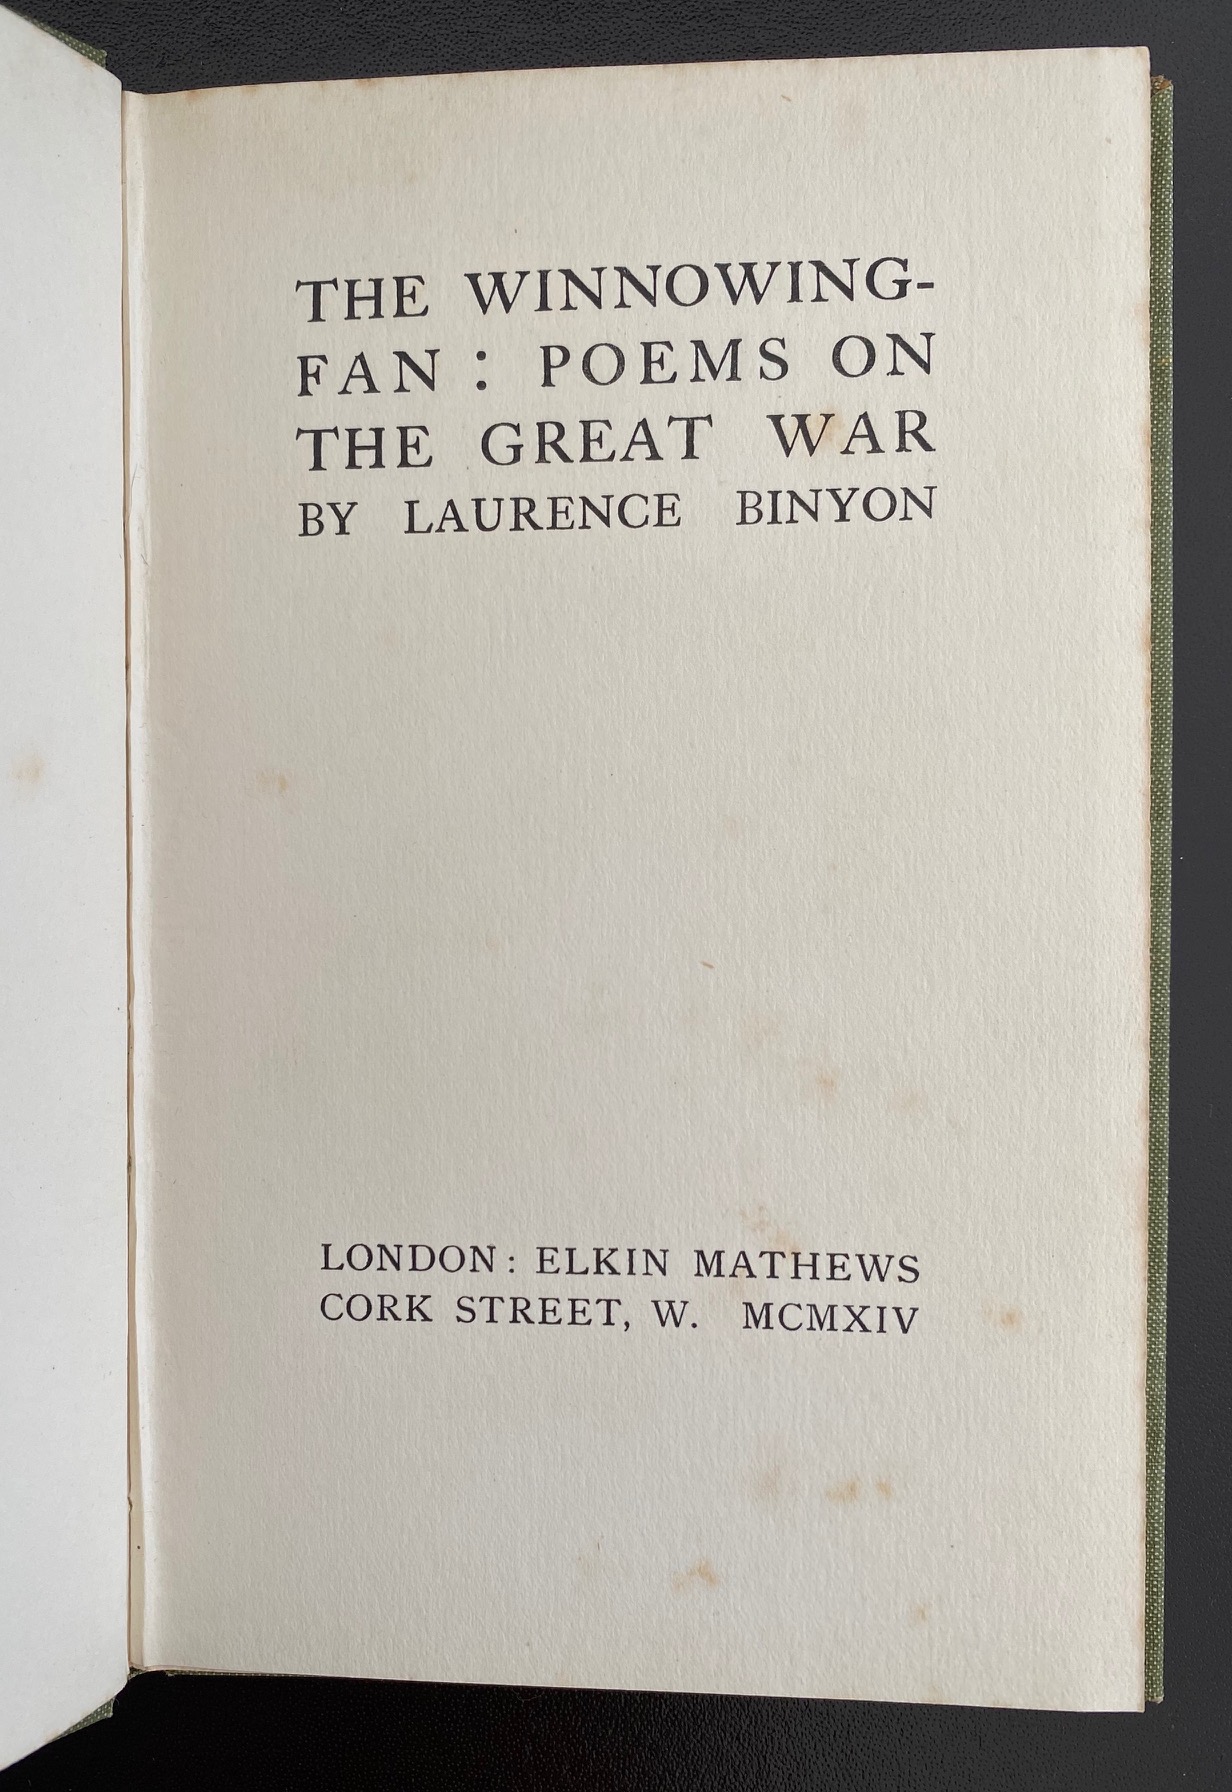 THE WINNOWING-
FAN : POEMS ON
THE GREAT WAR
BY LAURENCE BINYON
LONDON : ELKIN MATHEWS
CORK STREET, W. MCMXIV